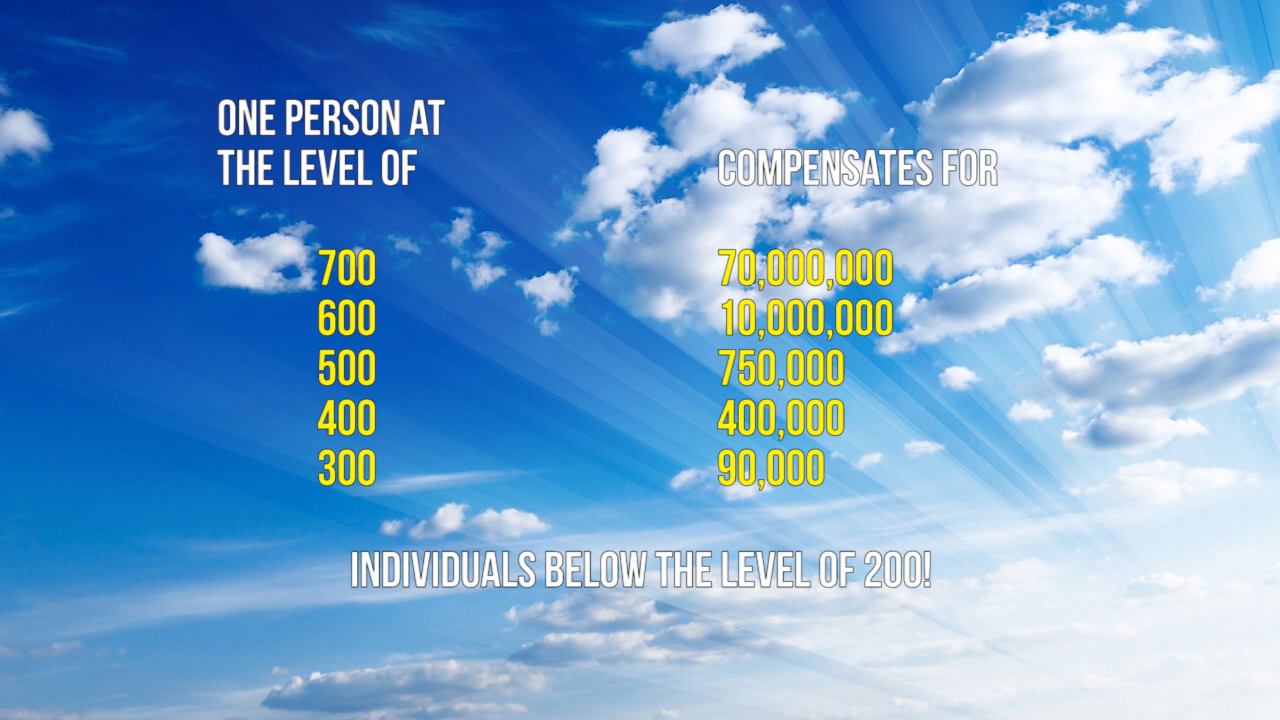 ONE PERSON AT
THE LEVEL OF
COMPENSATES FOR
700 70,000,000
600 10,000,000
500 750,000
400 400,000
300 90,000
INDIVIDUALS BELOW THE LEVEL OF 200!